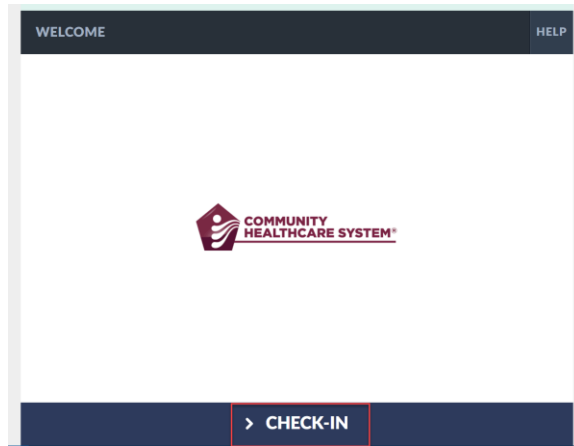 WELCOME
HELP
COMMUNITY
HEALTHCARE SYSTEM®
> CHECK-IN